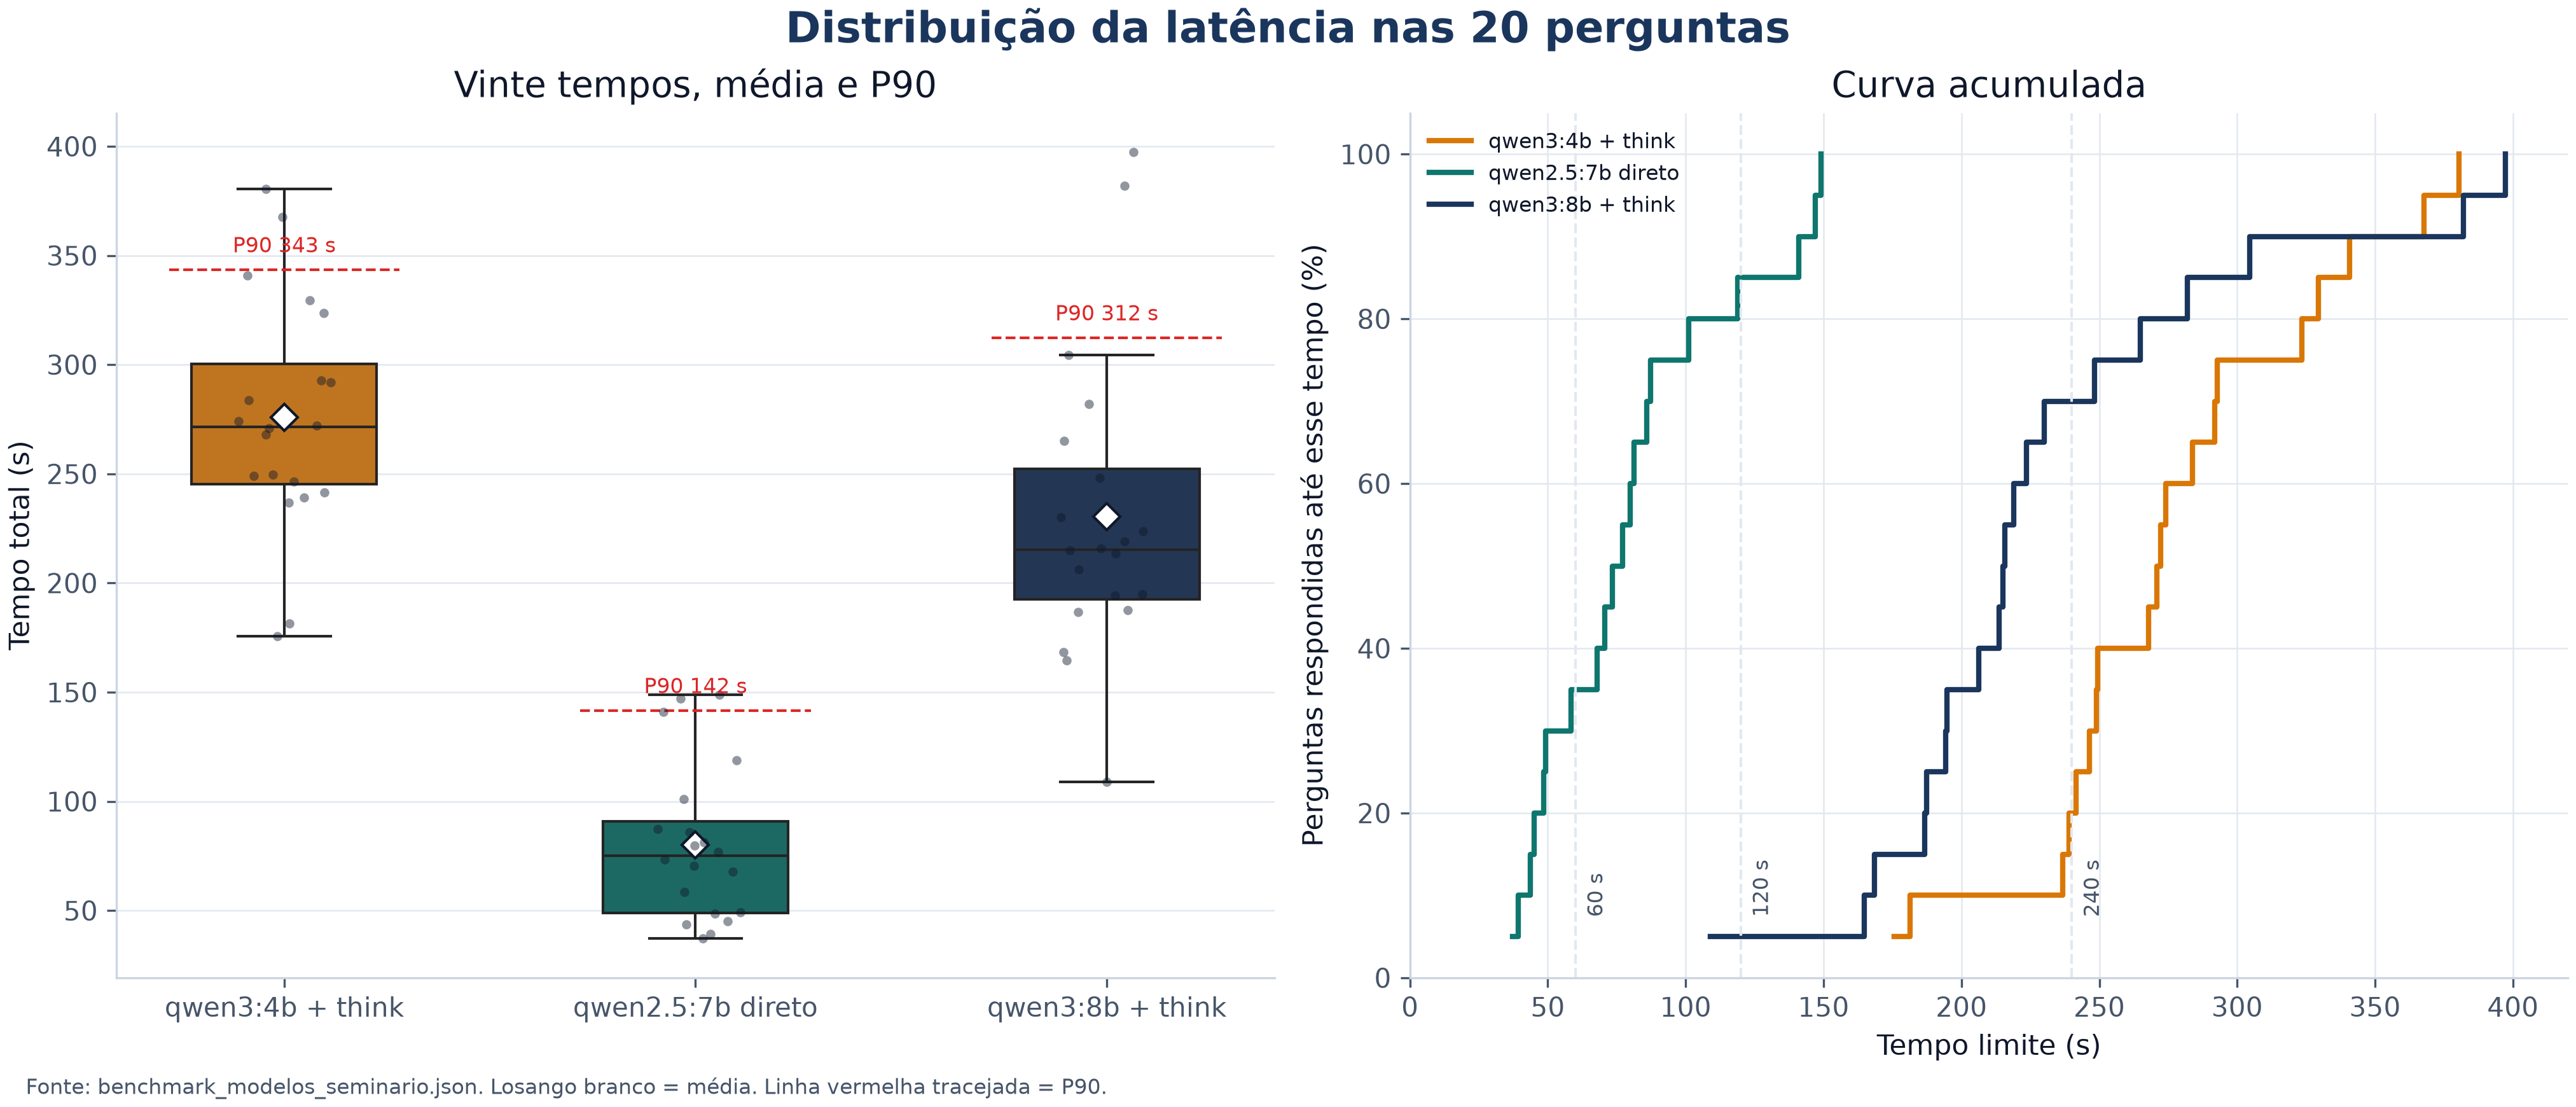 Distribuição da latência nas 20 perguntas
Vinte tempos, média e P90
Tempo total (s)
400
350
300
250
200
150
100
50
P90 343 s
P90 142 s
P90 312 s
qwen3:4b + think
qwen2.5:7b direto
qwen3:8b + think
Curva acumulada
qwen3:4b + think
qwen2.5:7b direto
qwen3:8b + think
Perguntas respondidas até esse tempo (%)
100
80
60
40
20
0
60 s
120 s
240 s
0
50
100
150
200
250
300
350
400
Tempo limite (s)
Fonte: benchmark_modelos_seminario.json. Losango branco = média. Linha vermelha tracejada = P90.